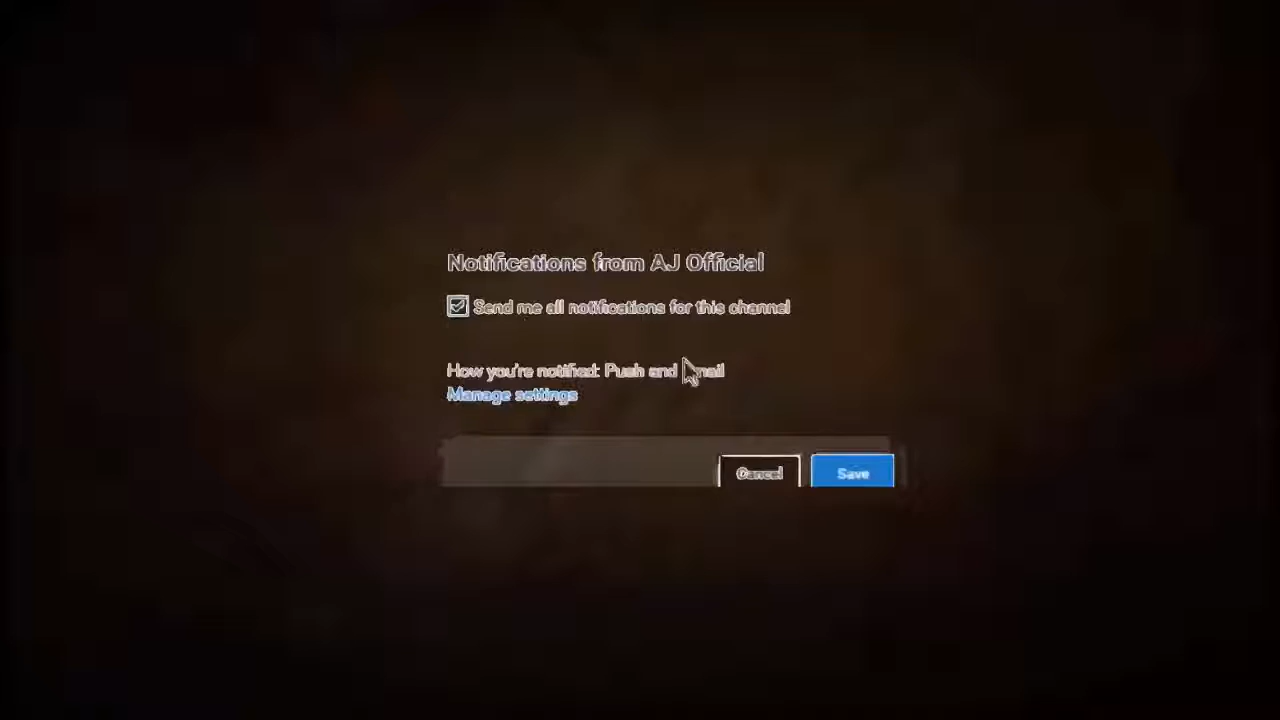 Notifications from AJ Official
Send me all notifications for this channel
How you're notified: Push and Email
Manage settings
Cancel
Save